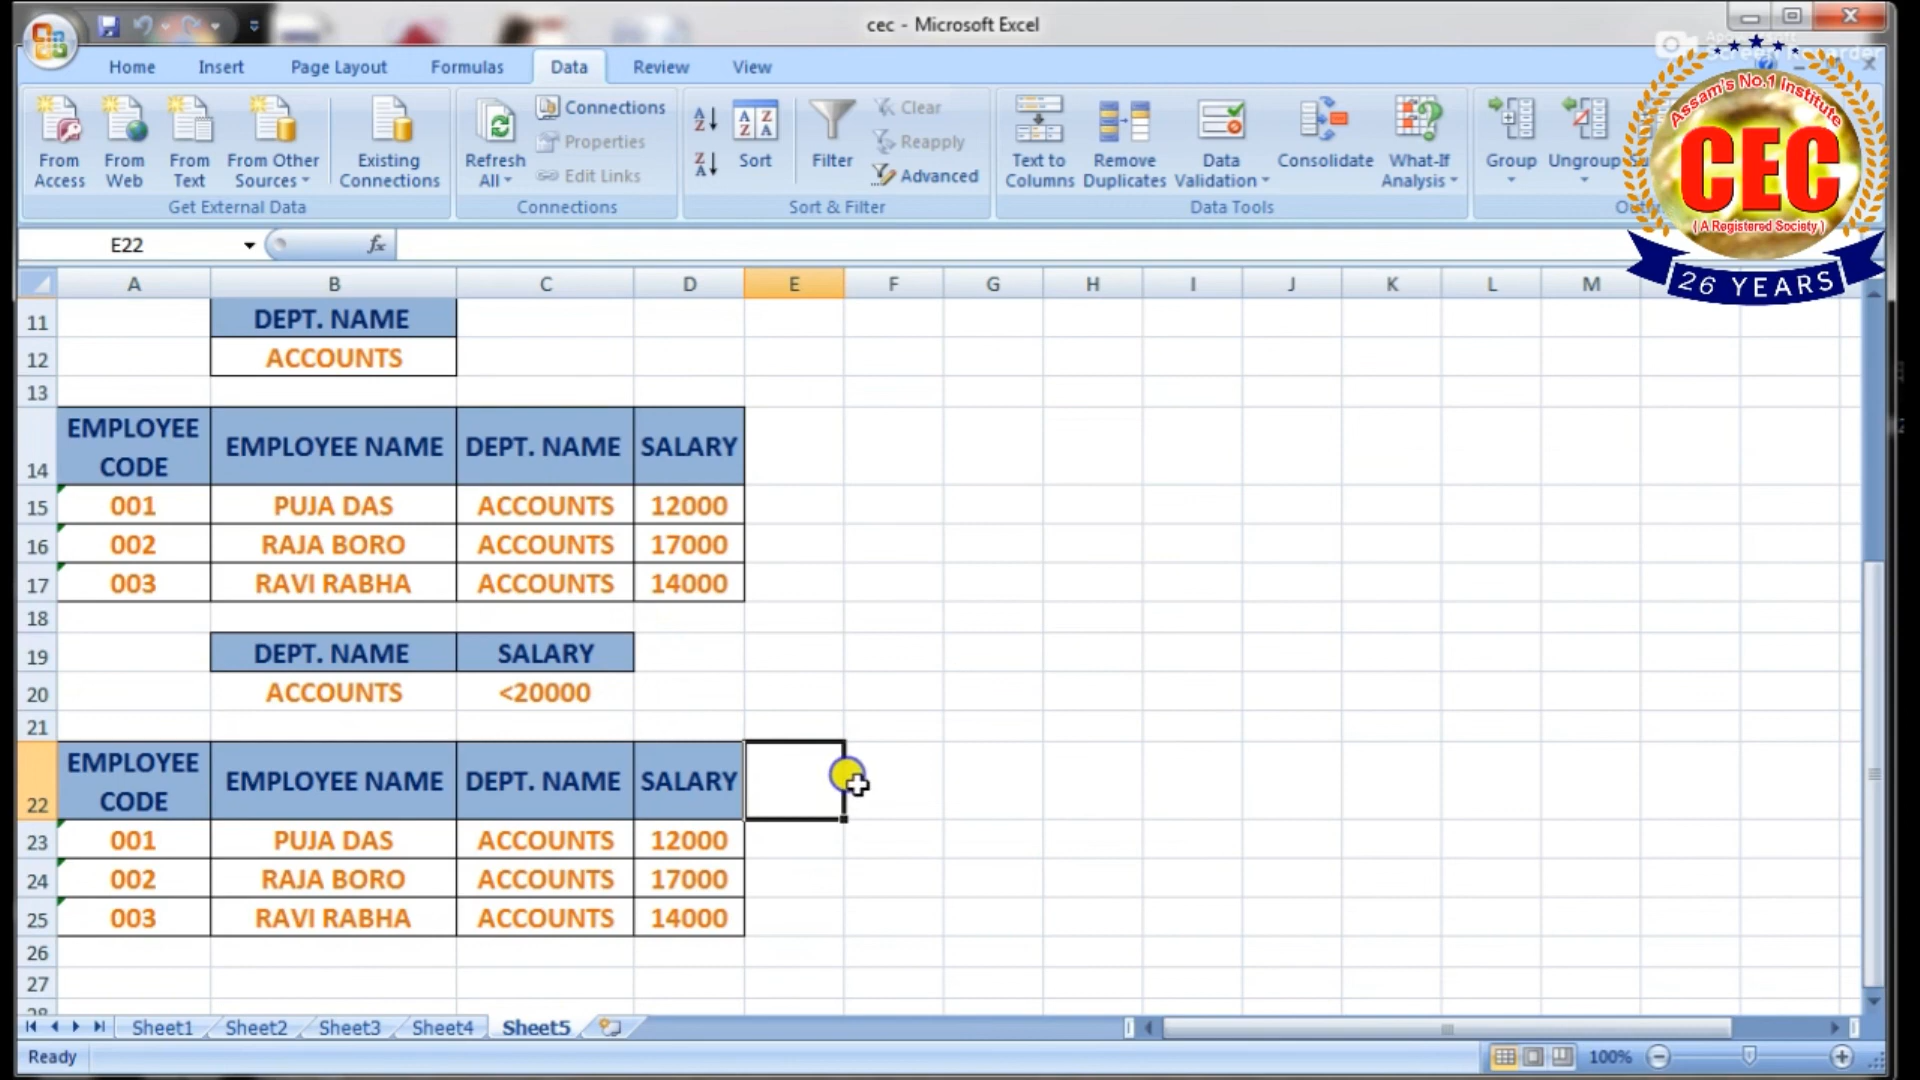 cec - Microsoft Excel
Home Insert Page Layout Formulas Data Review View
From Access
From Web
From Text
From Other Sources
Existing Connections
Get External Data
Refresh All
Connections
Properties
Edit Links
Connections
A Z
Z A
Sort
Filter
Clear
Reapply
Advanced
Sort & Filter
Text to Columns
Remove Duplicates
Data Validation
Consolidate
What-If Analysis
Data Tools
Group
Ungroup
Assam's No.1 Institute
CEC
( A Registered Society )
26 YEARS
E22 fx
A B C D E F G H I J K L M
11 DEPT. NAME
12 ACCOUNTS
13
14 EMPLOYEE CODE EMPLOYEE NAME DEPT. NAME SALARY
15 001 PUJA DAS ACCOUNTS 12000
16 002 RAJA BORO ACCOUNTS 17000
17 003 RAVI RABHA ACCOUNTS 14000
18
19 DEPT. NAME SALARY
20 ACCOUNTS <20000
21
22 EMPLOYEE CODE EMPLOYEE NAME DEPT. NAME SALARY
23 001 PUJA DAS ACCOUNTS 12000
24 002 RAJA BORO ACCOUNTS 17000
25 003 RAVI RABHA ACCOUNTS 14000
26
27
28
Sheet1 Sheet2 Sheet3 Sheet4 Sheet5
Ready 100%